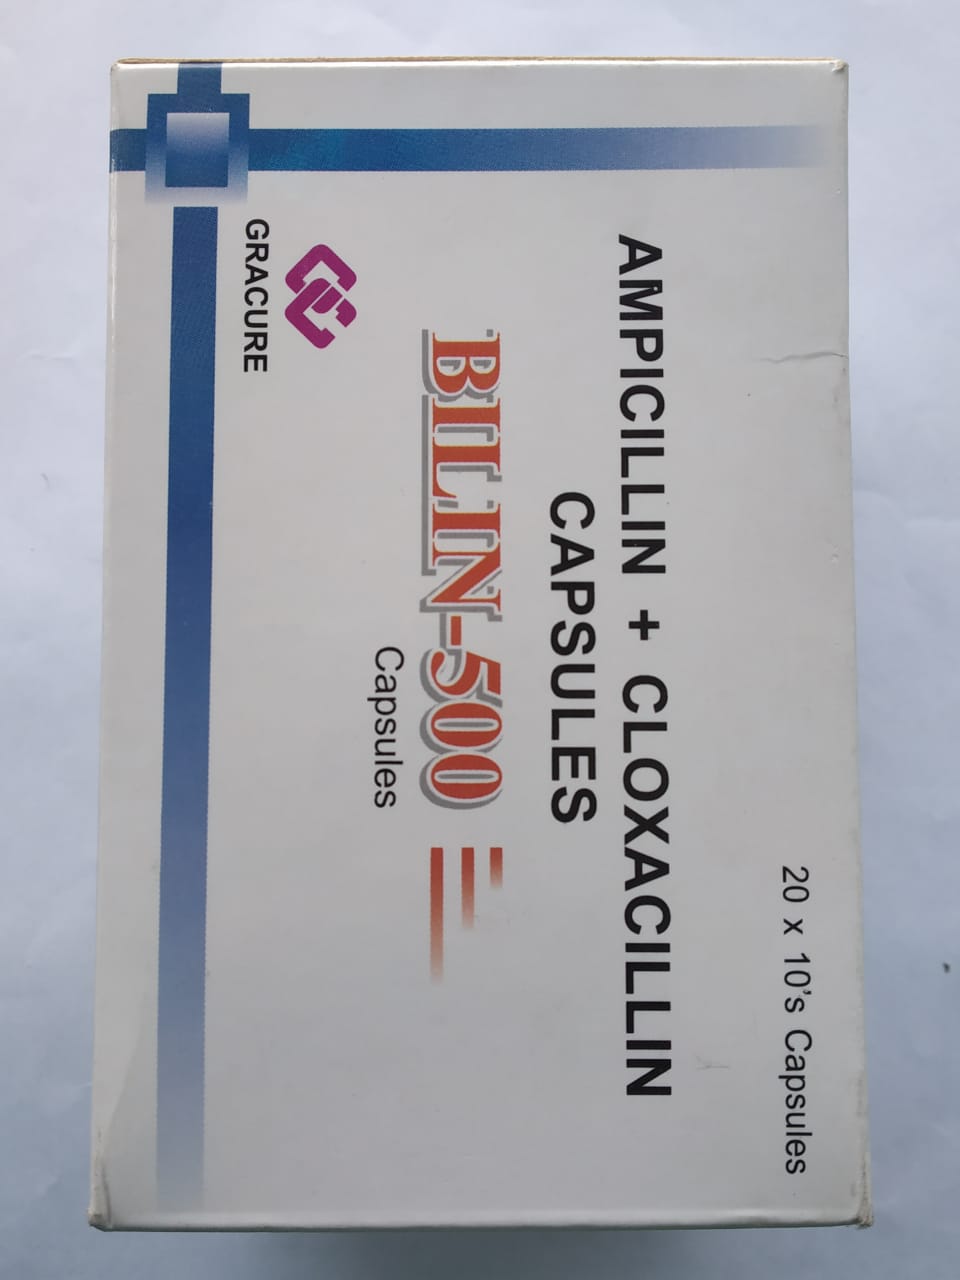 20 x 10's Capsules
AMPICILLIN + CLOXACILLIN
CAPSULES
BILIN-500
Capsules
GRACURE